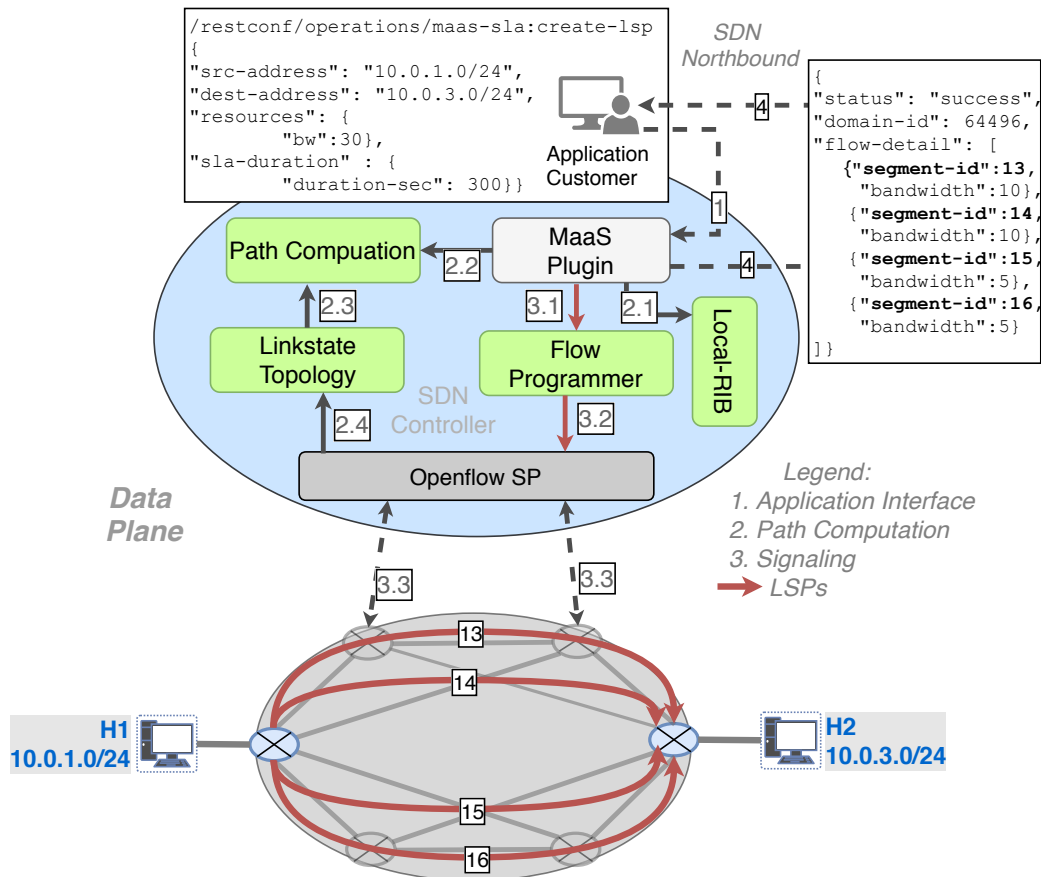 /restconf/operations/maas-sla:create-lsp
{
"src-address": "10.0.1.0/24",
"dest-address": "10.0.3.0/24",
"resources": {
"bw":30},
"sla-duration" : {
"duration-sec": 300}}
Application
Customer
SDN
Northbound
4
{
"status": "success",
"domain-id": 64496,
"flow-detail": [
{"segment-id":13,
"bandwidth":10},
{"segment-id":14,
"bandwidth":10},
{"segment-id":15,
"bandwidth":5},
{"segment-id":16,
"bandwidth":5}
]}
1
Path Compuation
2.2
MaaS
Plugin
4
2.3
3.1
2.1
Linkstate
Topology
Flow
Programmer
Local-RIB
SDN
Controller
2.4
3.2
Openflow SP
Data
Plane
Legend:
1. Application Interface
2. Path Computation
3. Signaling
LSPs
3.3
3.3
13
14
H1
10.0.1.0/24
H2
10.0.3.0/24
15
16